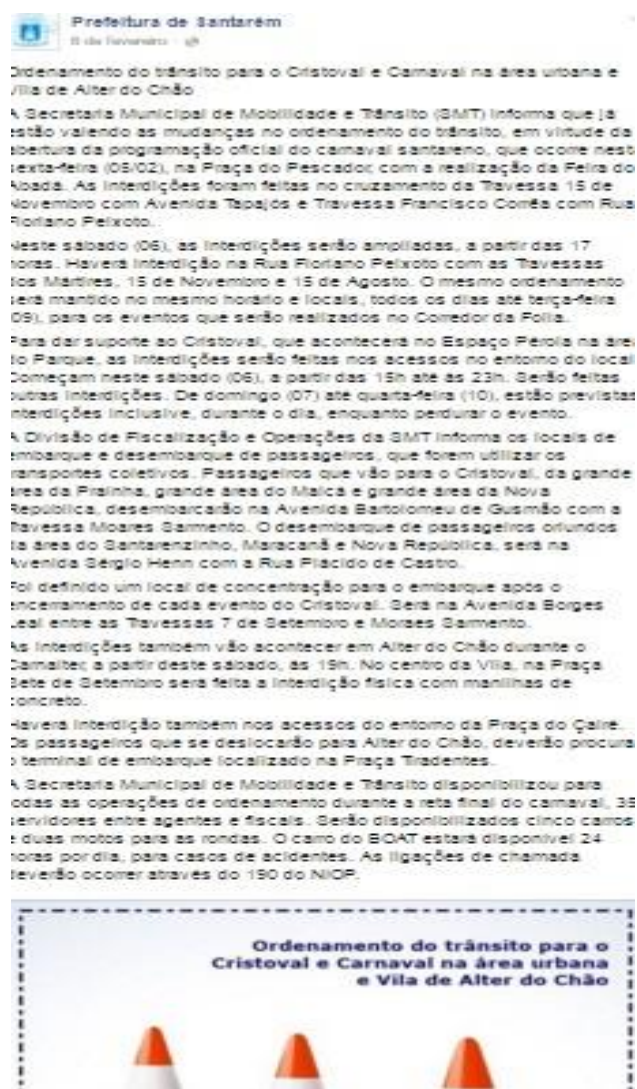 Prefeitura de Santarém
6 de Fevereiro
Ordenamento do trânsito para o Cristoval e Carnaval na área urbana e
Vila de Alter do Chão
A Secretaria Municipal de Mobilidade e Trânsito (SMT) informa que já
estão valendo as mudanças no ordenamento do trânsito, em virtude da
abertura da programação oficial do carnaval santareno, que ocorre nest
sexta-feira (05/02), na Praça do Pescador, com a realização da Feira do
Abadá. As interdições foram feitas no cruzamento da Travessa 15 de
Novembro com Avenida Tapajós e Travessa Francisco Corrêa com Rua
Floriano Peixoto.
Neste sábado (06), as interdições serão ampliadas, a partir das 17
horas. Haverá interdição na Rua Floriano Peixoto com as Travessas
dos Mártires, 15 de Novembro e 15 de Agosto. O mesmo ordenamento
será mantido no mesmo horário e locais, todos os dias até terça-feira
(09), para os eventos que serão realizados no Corredor da Folia.
Para dar suporte ao Cristoval, que acontecerá no Espaço Pérola na áre
do Parque, as interdições serão feitas nos acessos no entorno do local.
Começam neste sábado (06), a partir das 15h até às 23h. Serão feitas
outras interdições. De domingo (07) até quarta-feira (10), estão previstas
interdições inclusive, durante o dia, enquanto perdurar o evento.
A Divisão de Fiscalização e Operações da SMT informa os locais de
embarque e desembarque de passageiros, que forem utilizar os
transportes coletivos. Passageiros que vão para o Cristoval, da grande
área da Prainha, grande área do Maicá e grande área da Nova
República, desembarcarão na Avenida Bartolomeu de Gusmão com a
Travessa Moares Sarmento. O desembarque de passageiros oriundos
da área do Santarenzinho, Maracanã e Nova República, será na
Avenida Sérgio Henn com a Rua Plácido de Castro.
Foi definido um local de concentração para o embarque após o
encerramento de cada evento do Cristoval. Será na Avenida Borges
Leal entre as Travessas 7 de Setembro e Moraes Sarmento.
As interdições também vão acontecer em Alter do Chão durante o
Carnalter, a partir deste sábado, às 19h. No centro da Vila, na Praça
Sete de Setembro será feita a interdição física com manilhas de
concreto.
Haverá interdição também nos acessos do entorno da Praça do Çairé.
Os passageiros que se deslocarão para Alter do Chão, deverão procura
o terminal de embarque localizado na Praça Tiradentes.
A Secretaria Municipal de Mobilidade e Trânsito disponibilizou para
todas as operações de ordenamento durante a reta final do carnaval, 35
servidores entre agentes e fiscais. Serão disponibilizados cinco carros
e duas motos para as rondas. O carro do BOAT estará disponível 24
horas por dia, para casos de acidentes. As ligações de chamada
deverão ocorrer através do 190 do NIOP.
Ordenamento do trânsito para o
Cristoval e Carnaval na área urbana
e Vila de Alter do Chão